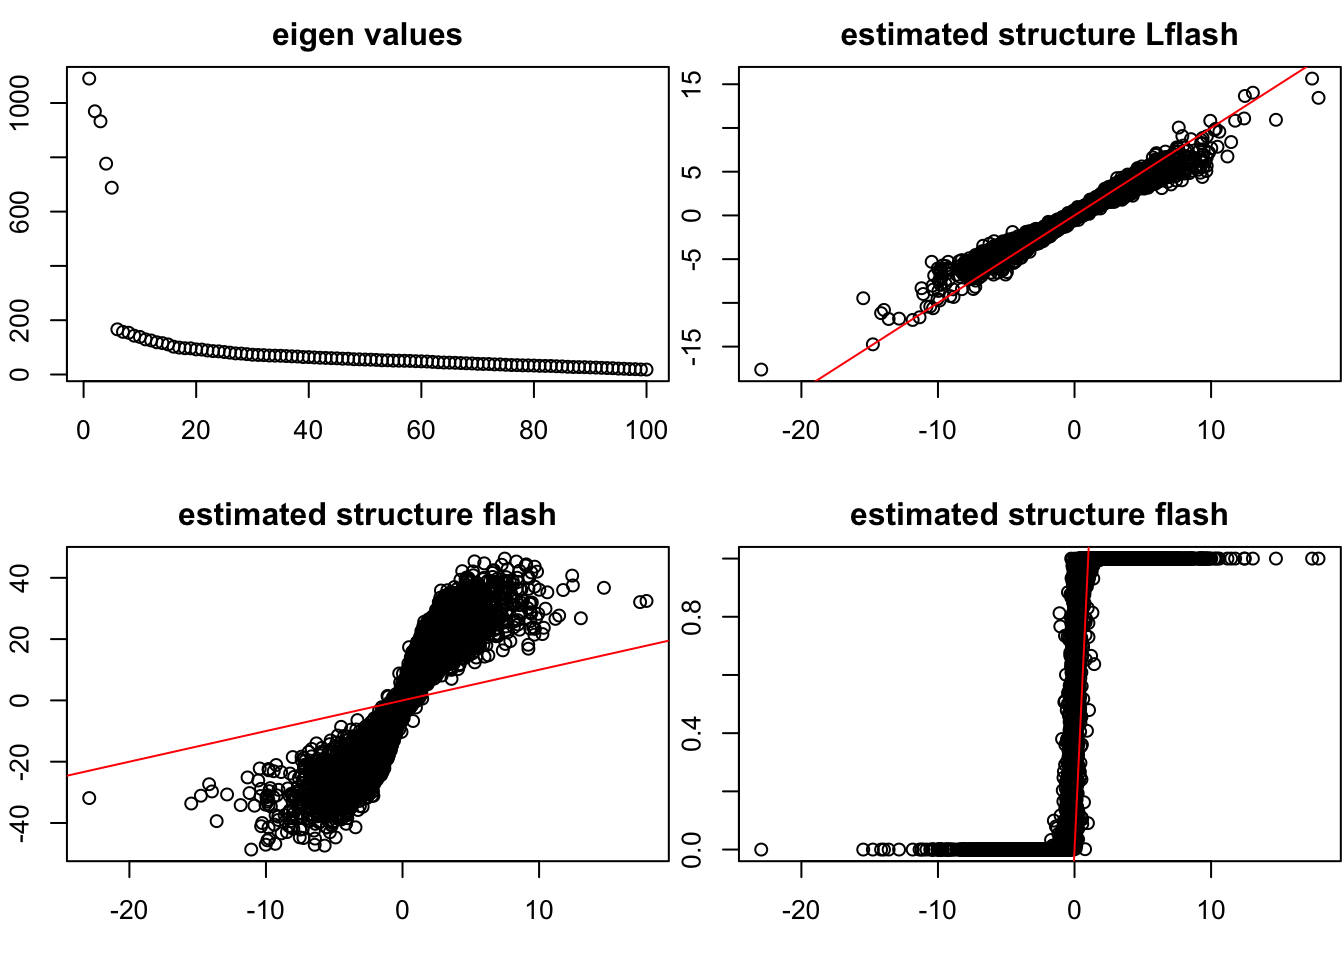 eigen values
1000
600
200
0
0 20 40 60 80 100
estimated structure Lflash
15
5
0
-5
-15
-20 -10 0 10
estimated structure flash
40
20
0
-20
-40
-20 -10 0 10
estimated structure flash
0.8
0.4
0.0
-20 -10 0 10